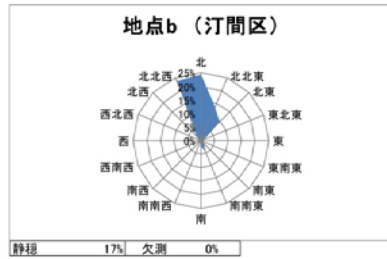 地点b （汀間区）
北
北北西
北北東
北西
北東
西北西
東北東
西
東
西南西
東南東
南西
南東
南南西
南南東
南
25%
20%
15%
10%
5%
0%
静穏 17% 欠測 0%